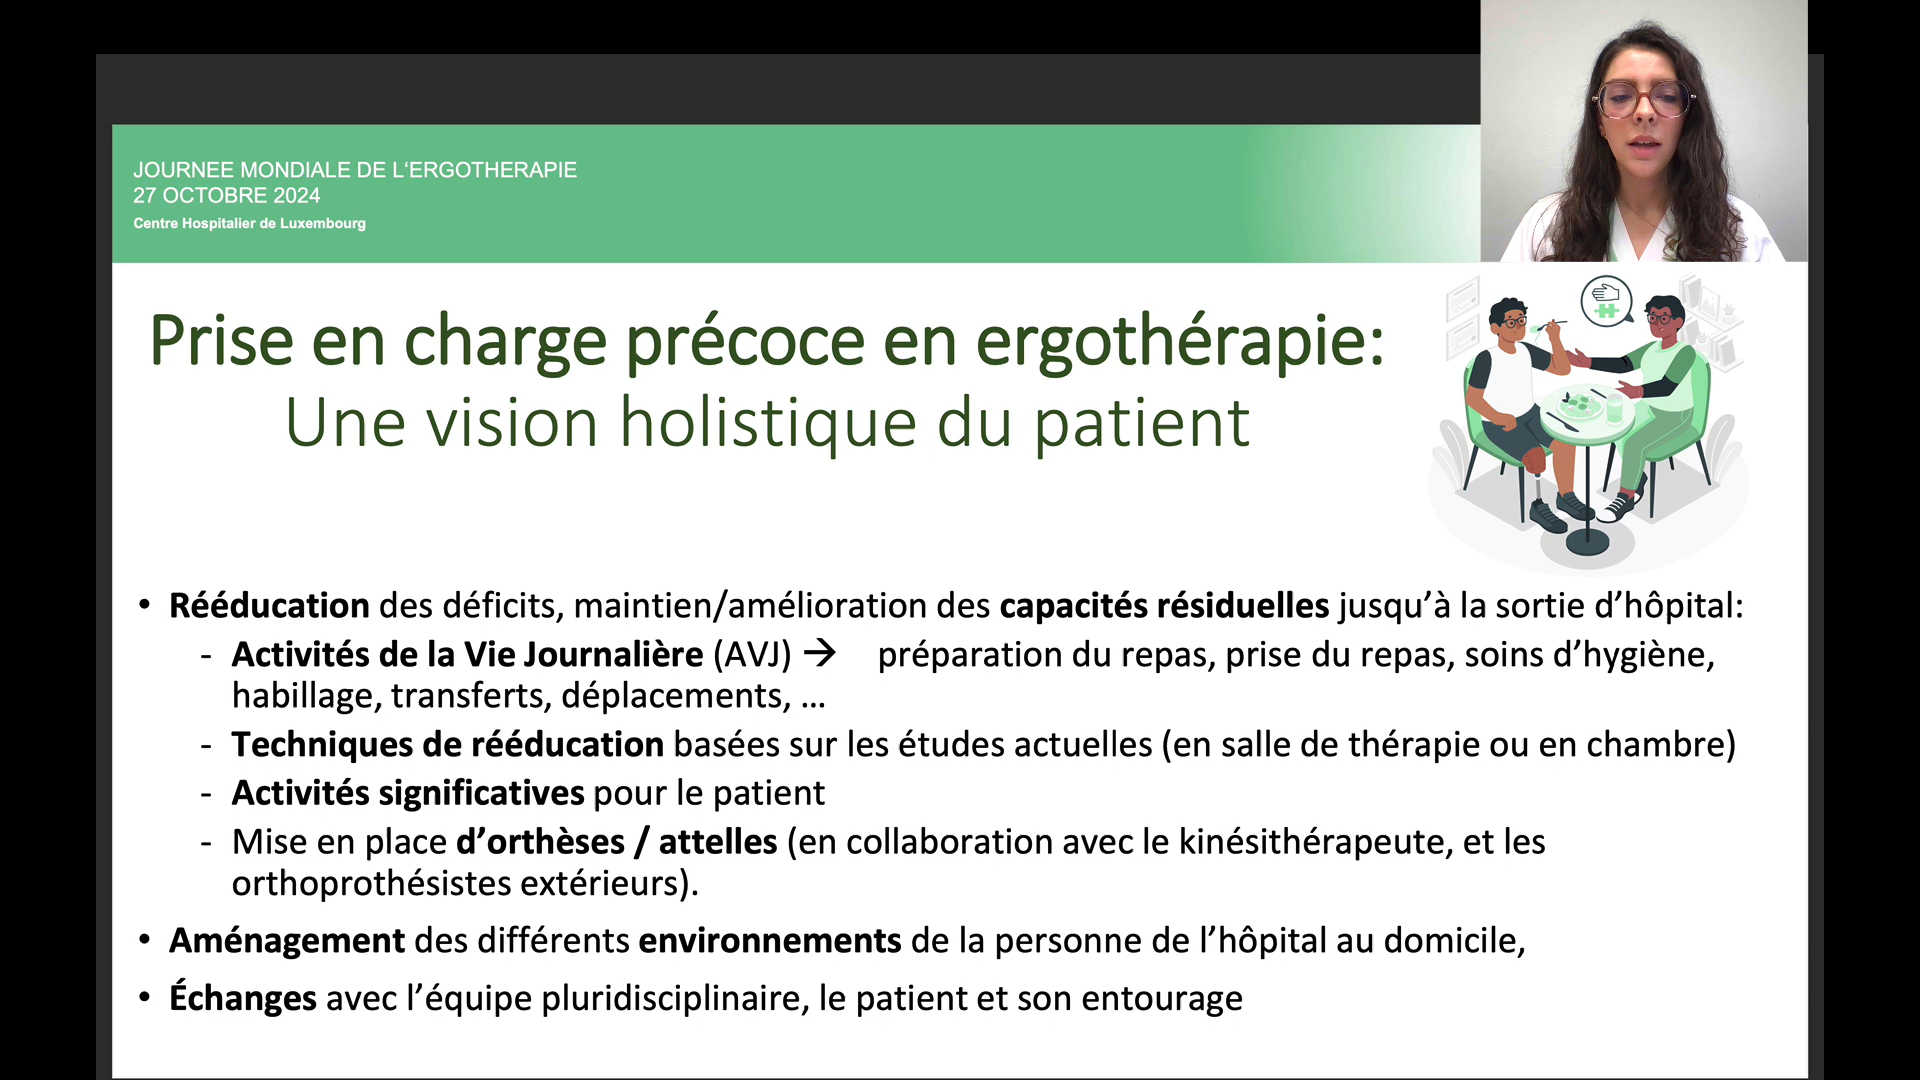 JOURNEE MONDIALE DE L‘ERGOTHERAPIE
27 OCTOBRE 2024
Centre Hospitalier de Luxembourg
Prise en charge précoce en ergothérapie:
Une vision holistique du patient
• Rééducation des déficits, maintien/amélioration des capacités résiduelles jusqu’à la sortie d’hôpital:
- Activités de la Vie Journalière (AVJ) → préparation du repas, prise du repas, soins d’hygiène,
habillage, transferts, déplacements, …
- Techniques de rééducation basées sur les études actuelles (en salle de thérapie ou en chambre)
- Activités significatives pour le patient
- Mise en place d’orthèses / attelles (en collaboration avec le kinésithérapeute, et les
orthoprothésistes extérieurs).
• Aménagement des différents environnements de la personne de l’hôpital au domicile,
• Échanges avec l’équipe pluridisciplinaire, le patient et son entourage